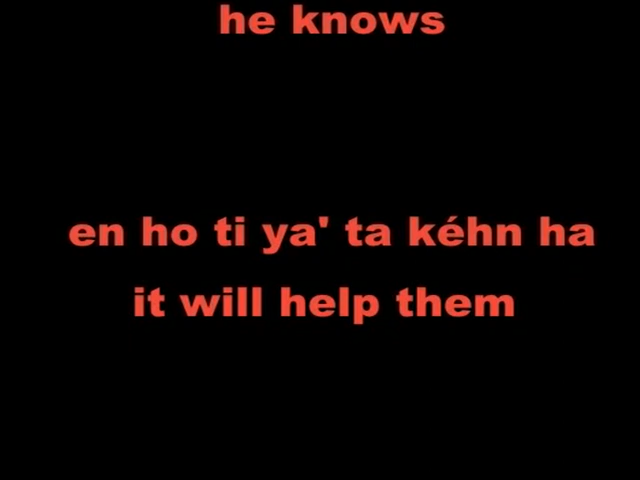 he knows
en ho ti ya' ta kéhn ha
it will help them